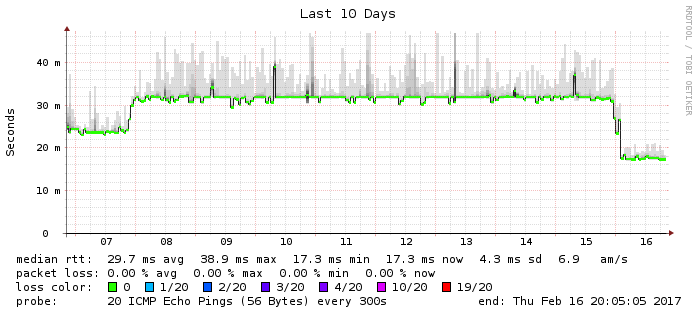 Last 10 Days
RRDTOOL / TOBI OETIKER
Seconds
40 m
30 m
20 m
10 m
0
07 08 09 10 11 12 13 14 15 16
median rtt: 29.7 ms avg 38.9 ms max 17.3 ms min 17.3 ms now 4.3 ms sd 6.9 am/s
packet loss: 0.00 % avg 0.00 % max 0.00 % min 0.00 % now
loss color: 0 1/20 2/20 3/20 4/20 10/20 19/20
probe: 20 ICMP Echo Pings (56 Bytes) every 300s end: Thu Feb 16 20:05:05 2017